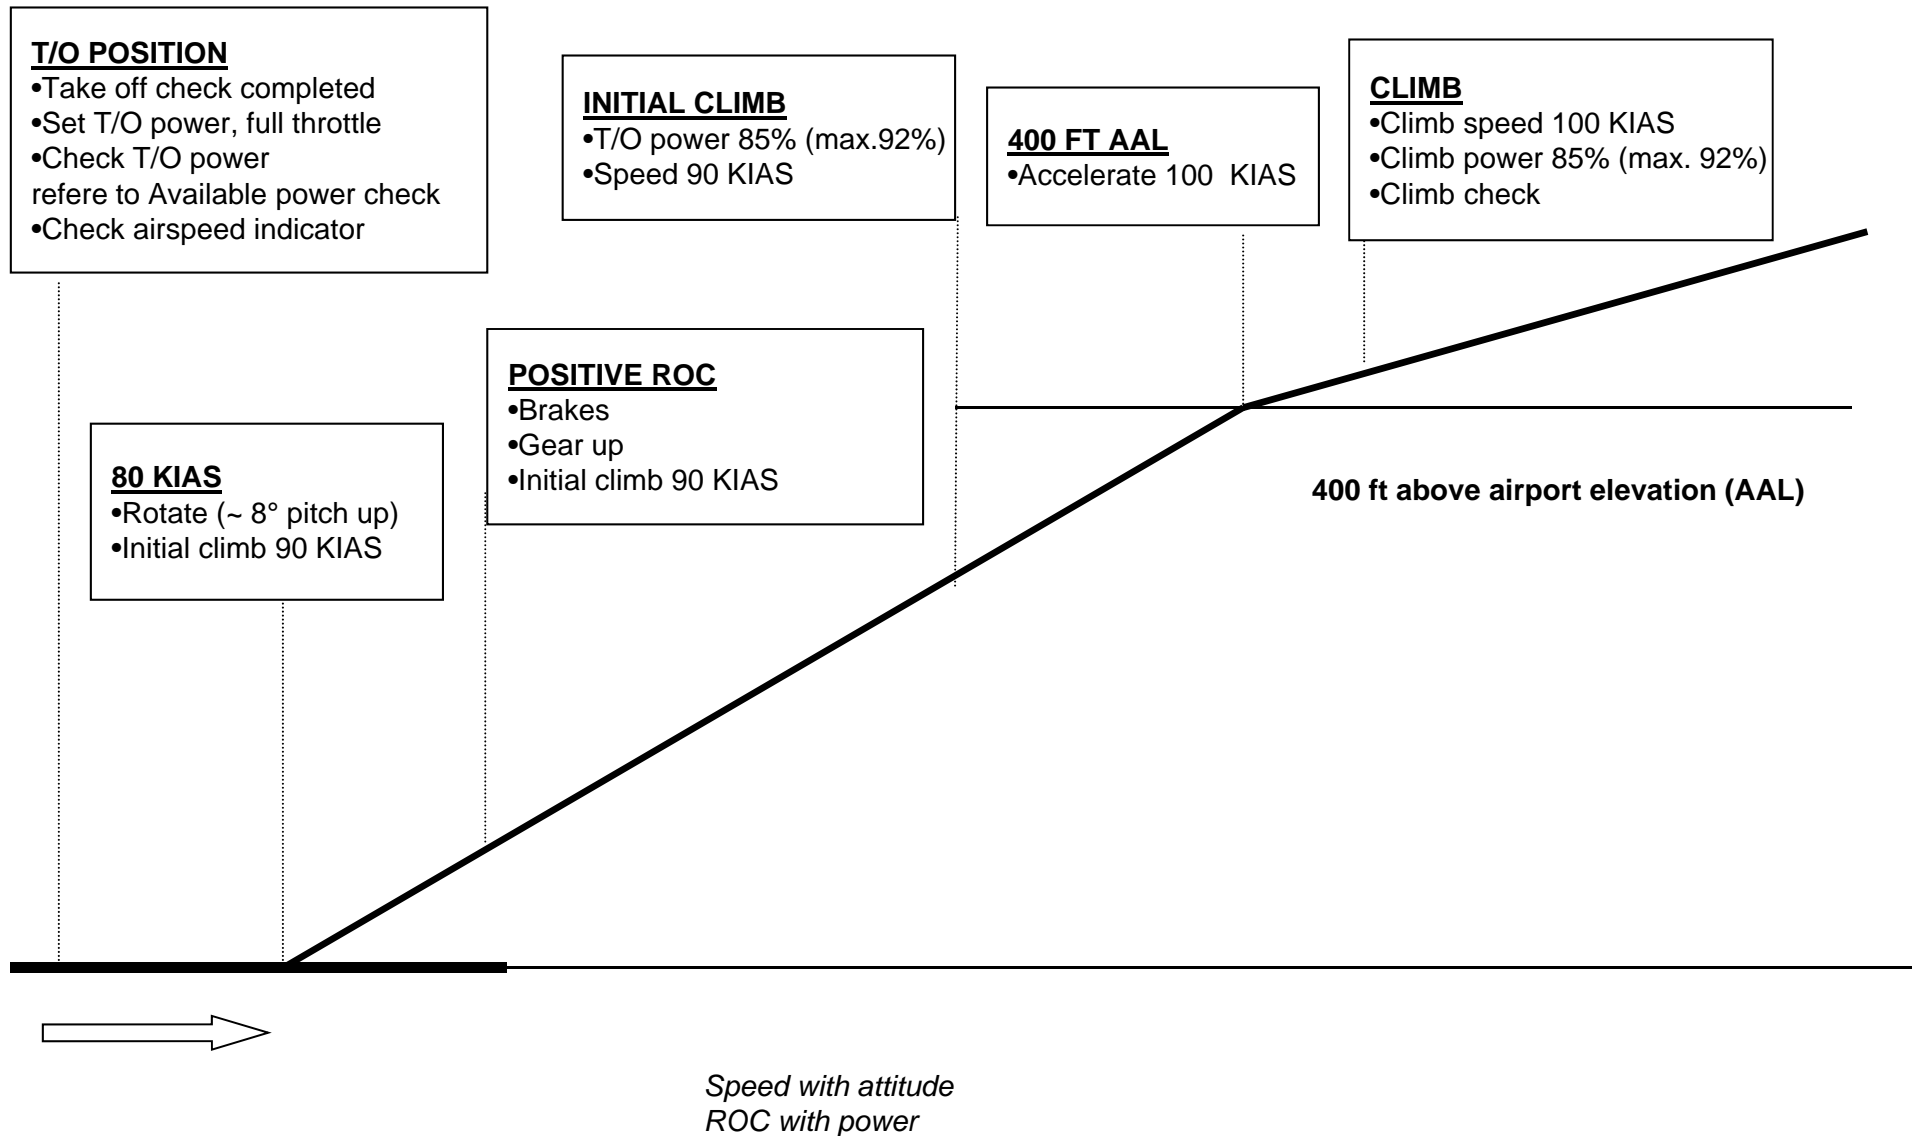 T/O POSITION
•Take off check completed
•Set T/O power, full throttle
•Check T/O power
refere to Available power check
•Check airspeed indicator
80 KIAS
•Rotate (~ 8° pitch up)
•Initial climb 90 KIAS
POSITIVE ROC
•Brakes
•Gear up
•Initial climb 90 KIAS
INITIAL CLIMB
•T/O power 85% (max.92%)
•Speed 90 KIAS
400 FT AAL
•Accelerate 100  KIAS
CLIMB
•Climb speed 100 KIAS
•Climb power 85% (max. 92%)
•Climb check
400 ft above airport elevation (AAL)
Speed with attitude
ROC with power